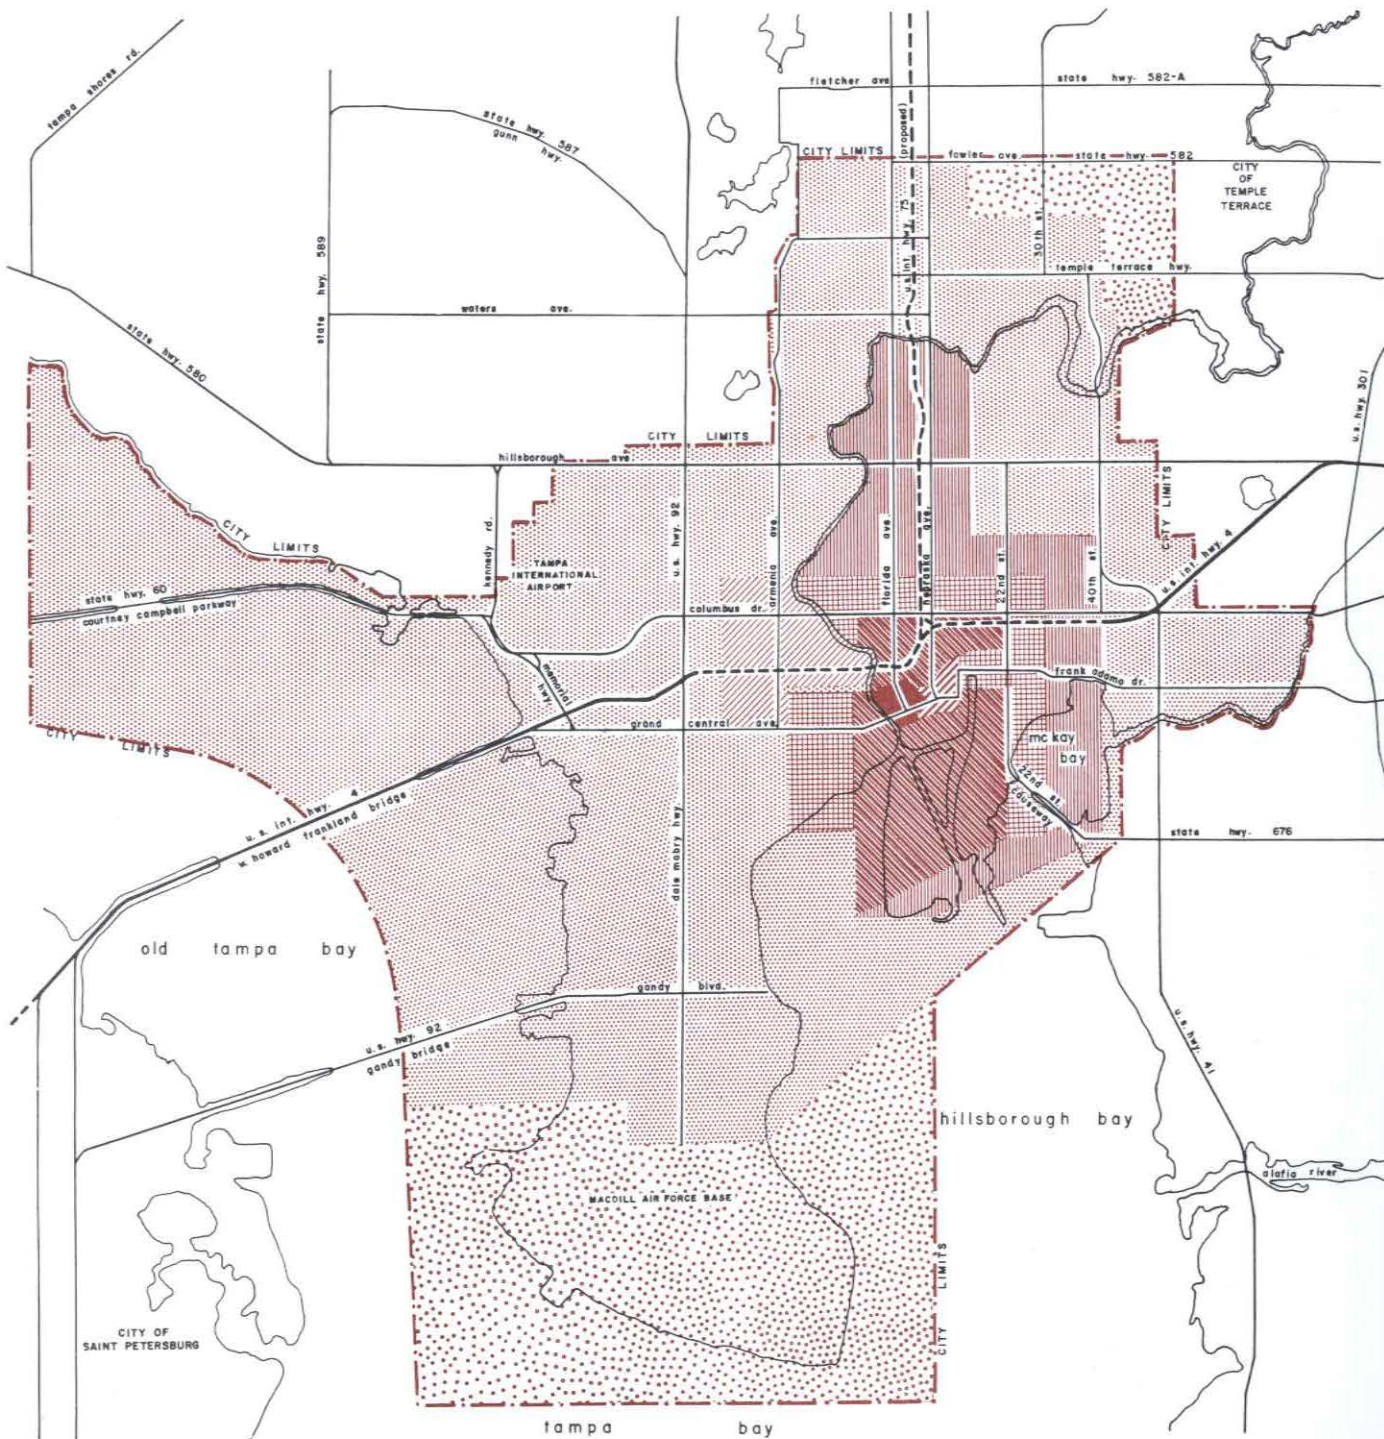 tampa shores rd.
state hwy. 587
gunn hwy.
fletcher ave
state hwy. 582-A
(proposed)
CITY LIMITS
fowler ave.
state hwy. 582
CITY
OF
TEMPLE
TERRACE
state hwy. 589
u.s. int. hwy. 75
30th st.
temple terrace hwy.
waters ave.
state hwy. 580
u.s. hwy. 301
CITY LIMITS
hillsborough ave.
CITY LIMITS
CITY LIMITS
kennedy rd.
u.s. hwy. 92
armenia ave.
florida ave.
nebraska ave.
22nd st.
40th st.
u.s. int. hwy. 4
TAMPA
INTERNATIONAL
AIRPORT
state hwy. 60
courtney campbell parkway
columbus dr.
memorial
hwy.
frank adamo dr.
grand central ave.
CITY LIMITS
mc kay
bay
22nd st.
causeway
u.s. int. hwy. 4
w. howard frankland bridge
state hwy. 676
dale mabry hwy.
old tampa bay
gandy blvd.
u.s. hwy. 92
gandy bridge
u.s. hwy. 41
hillsborough bay
alafia river
MACDILL AIR FORCE BASE
CITY LIMITS
CITY OF
SAINT PETERSBURG
tampa bay